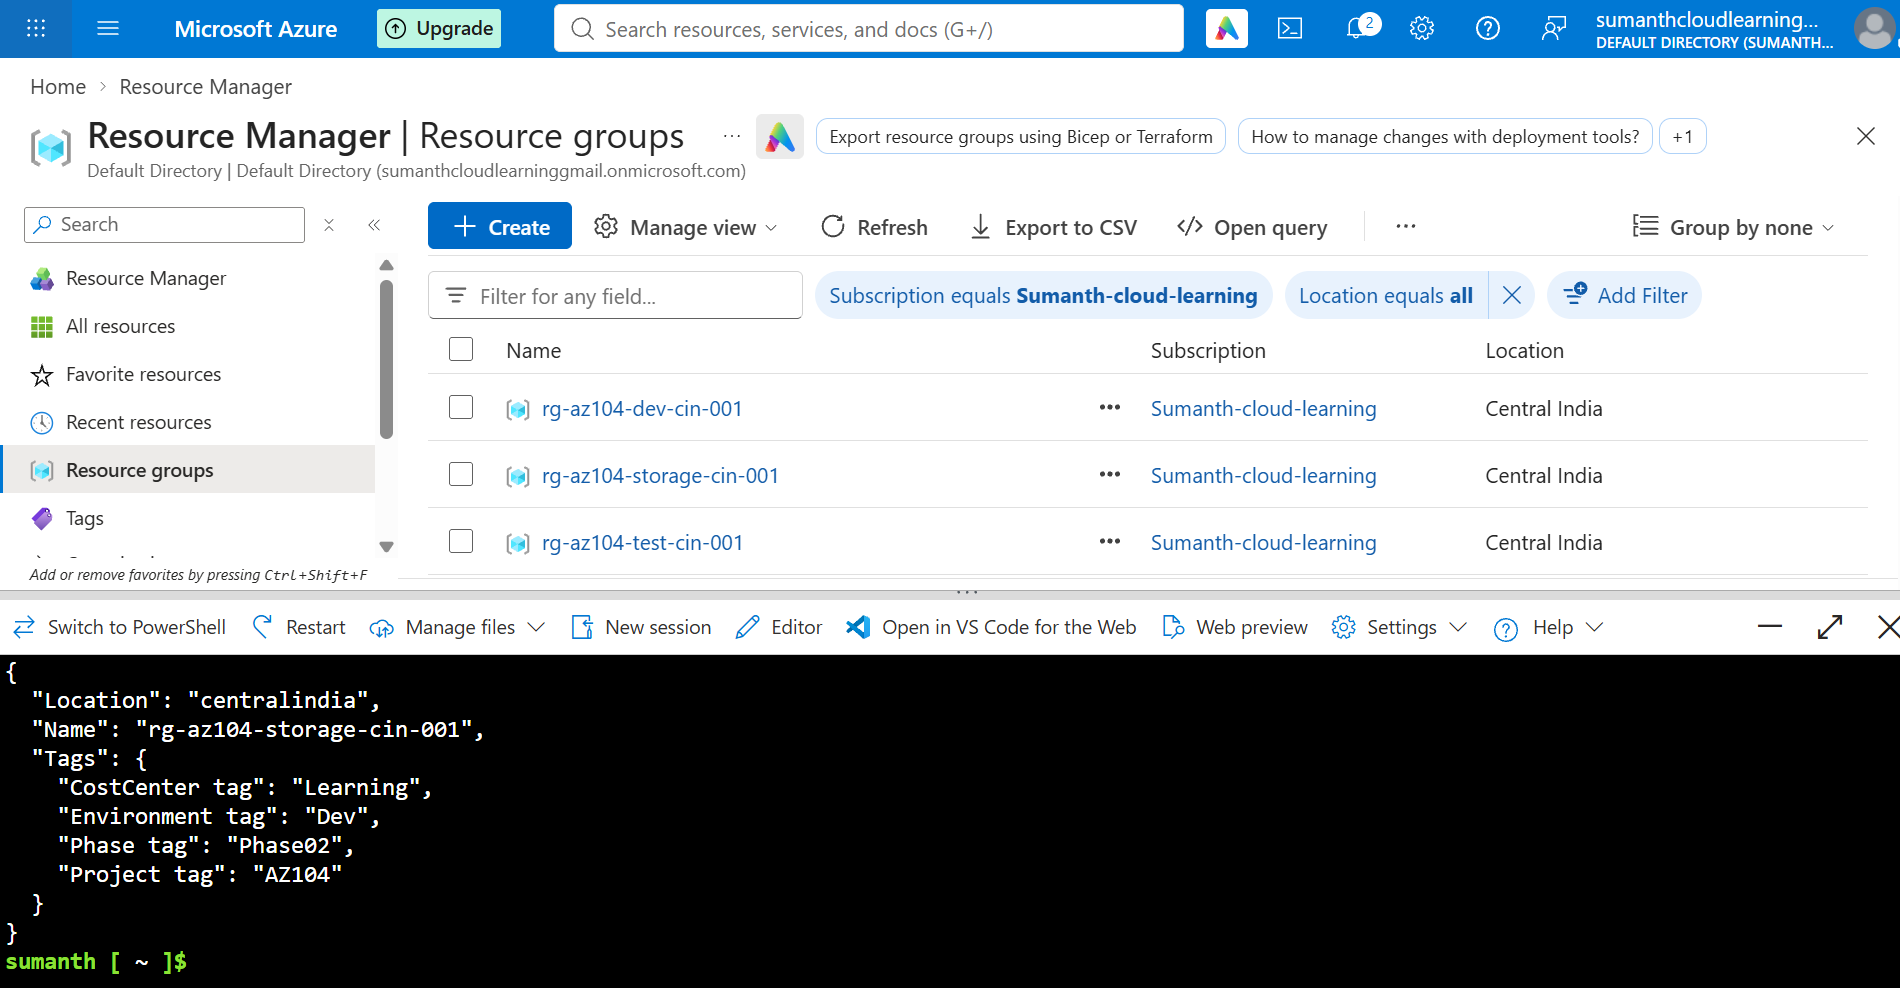 Microsoft Azure
Upgrade
Search resources, services, and docs (G+/)
2
sumanthcloudlearning...
DEFAULT DIRECTORY (SUMANTH...
Home > Resource Manager
Resource Manager | Resource groups
...
Export resource groups using Bicep or Terraform
How to manage changes with deployment tools?
+1
Default Directory | Default Directory (sumanthcloudlearninggmail.onmicrosoft.com)
Search
Resource Manager
All resources
Favorite resources
Recent resources
Resource groups
Tags
Add or remove favorites by pressing Ctrl+Shift+F
Create
Manage view
Refresh
Export to CSV
Open query
...
Group by none
Filter for any field...
Subscription equals Sumanth-cloud-learning
Location equals all
Add Filter
Name Subscription Location
rg-az104-dev-cin-001 ... Sumanth-cloud-learning Central India
rg-az104-storage-cin-001 ... Sumanth-cloud-learning Central India
rg-az104-test-cin-001 ... Sumanth-cloud-learning Central India
Switch to PowerShell
Restart
Manage files
New session
Editor
Open in VS Code for the Web
Web preview
Settings
Help
{
"Location": "centralindia",
"Name": "rg-az104-storage-cin-001",
"Tags": {
"CostCenter tag": "Learning",
"Environment tag": "Dev",
"Phase tag": "Phase02",
"Project tag": "AZ104"
}
}
sumanth [ ~ ]$